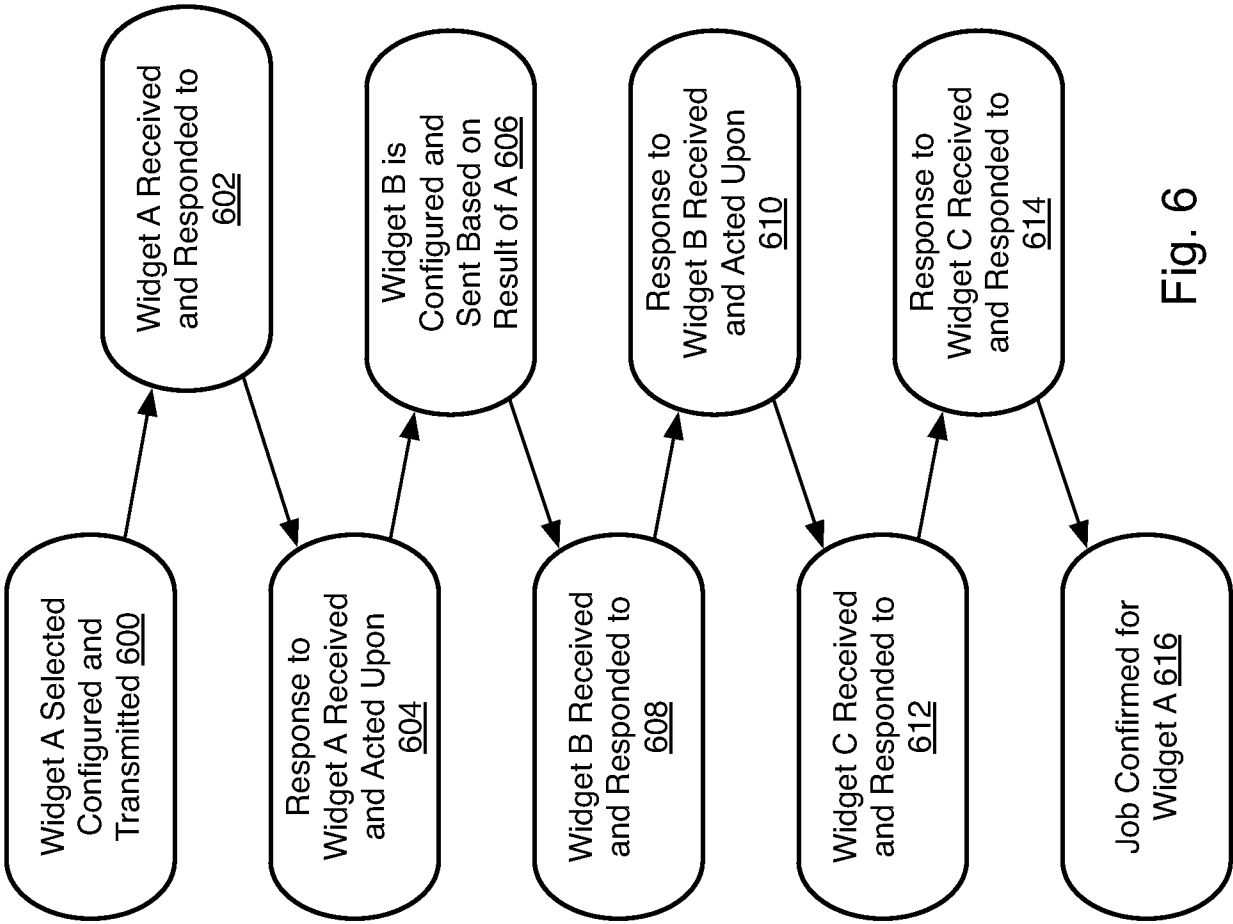 Widget A Selected
Configured and
Transmitted 600
Widget A Received
and Responded to
602
Response to
Widget A Received
and Acted Upon
604
Widget B is
Configured and
Sent Based on
Result of A 606
Widget B Received
and Responded to
608
Response to
Widget B Received
and Acted Upon
610
Widget C Received
and Responded to
612
Response to
Widget C Received
and Responded to
614
Job Confirmed for
Widget A 616
Fig. 6